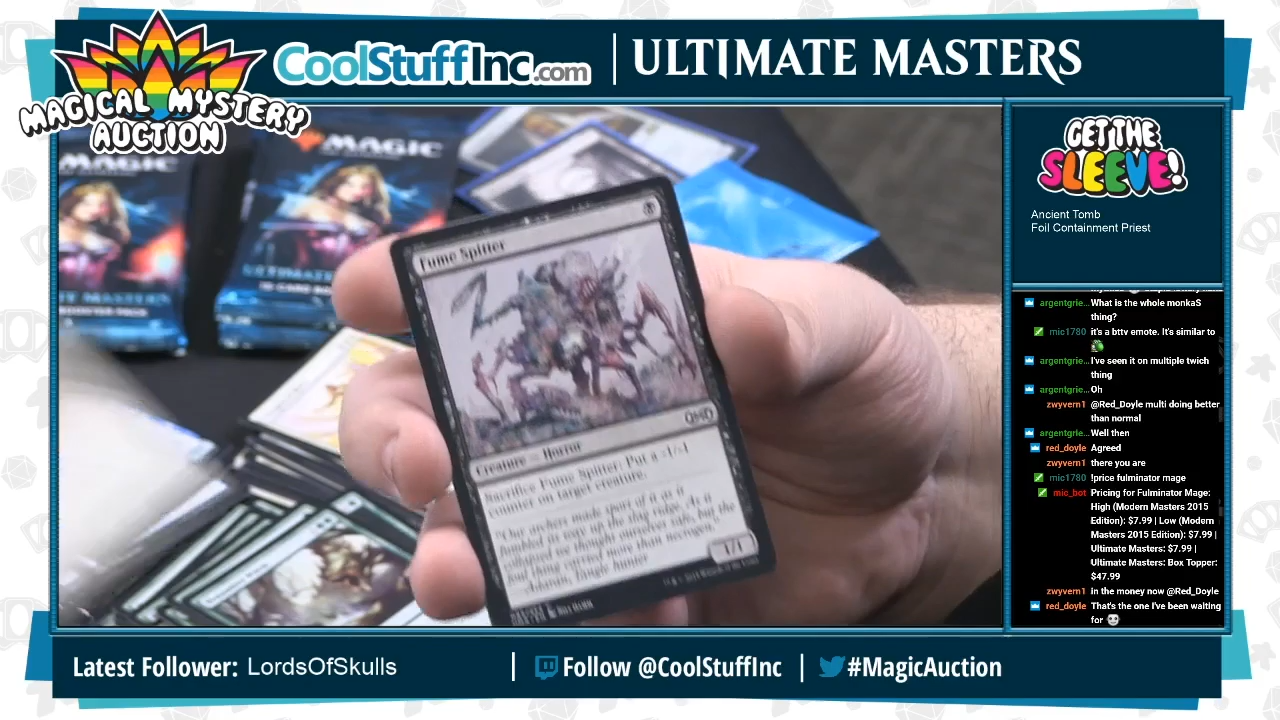 MAGICAL MYSTERY
AUCTION
CoolStuffInc.com
ULTIMATE MASTERS
MAGIC
ULTIMATE
GET THE
SLEEVE!
Ancient Tomb
Foil Containment Priest
Fume Spitter
Creature — Horror
Sacrifice Fume Spitter: Put a -1/-1
counter on target creature.
1/1
argentgrie... What is the whole monkaS
thing?
mic1780 it's a bttv emote. It's similar to
argentgrie... I've seen it on multiple twich
thing
argentgrie... Oh
zwyvern1 @Red_Doyle multi doing better
than normal
argentgrie... Well then
red_doyle Agreed
zwyvern1 there you are
mic1780 !price fulminator mage
mic_bot Pricing for Fulminator Mage:
High (Modern Masters 2015
Edition): $7.99 | Low (Modern
Masters 2015 Edition): $7.99 |
Ultimate Masters: $7.99 |
Ultimate Masters: Box Topper:
$47.99
zwyvern1 in the money now @Red_Doyle
red_doyle That's the one I've been waiting
for
Latest Follower: LordsOfSkulls
| Follow @CoolStuffInc | #MagicAuction